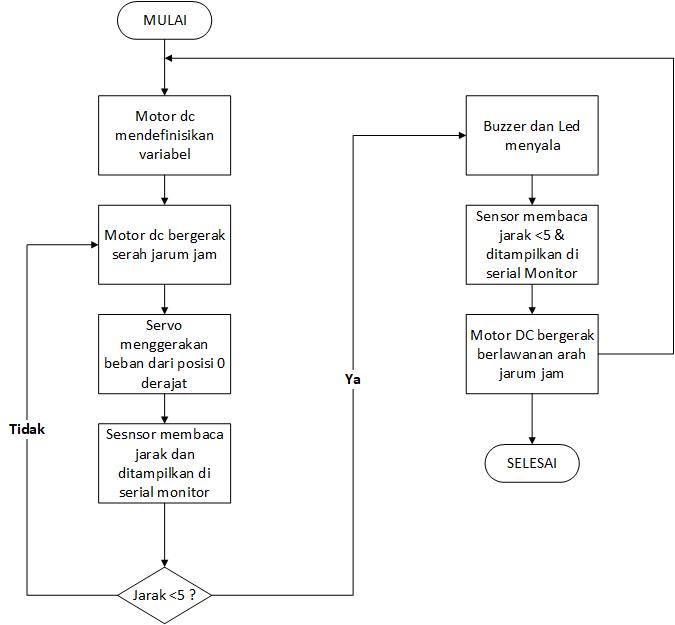 MULAI
Motor dc
mendefinisikan
variabel
Motor dc bergerak
serah jarum jam
Servo
menggerakan
beban dari posisi 0
derajat
Sesnsor membaca
jarak dan
ditampilkan di
serial monitor
Jarak <5 ?
Tidak
Ya
Buzzer dan Led
menyala
Sensor membaca
jarak <5 &
ditampilkan di
serial Monitor
Motor DC bergerak
berlawanan arah
jarum jam
SELESAI